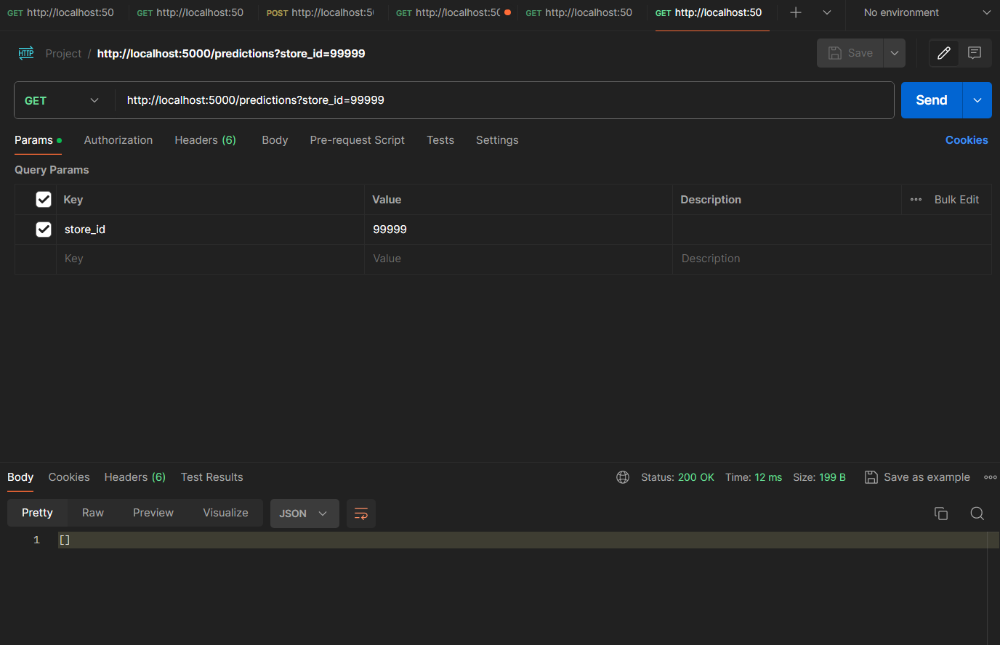 GET http://localhost:50 GET http://localhost:50 POST http://localhost:5 GET http://localhost:50 GET http://localhost:50 GET http://localhost:50 No environment
HTTP Project / http://localhost:5000/predictions?store_id=99999 Save
GET http://localhost:5000/predictions?store_id=99999 Send
Params Authorization Headers (6) Body Pre-request Script Tests Settings Cookies
Query Params
Key Value Description Bulk Edit
store_id 99999
Key Value Description
Body Cookies Headers (6) Test Results Status: 200 OK Time: 12 ms Size: 199 B Save as example
Pretty Raw Preview Visualize JSON
1 []